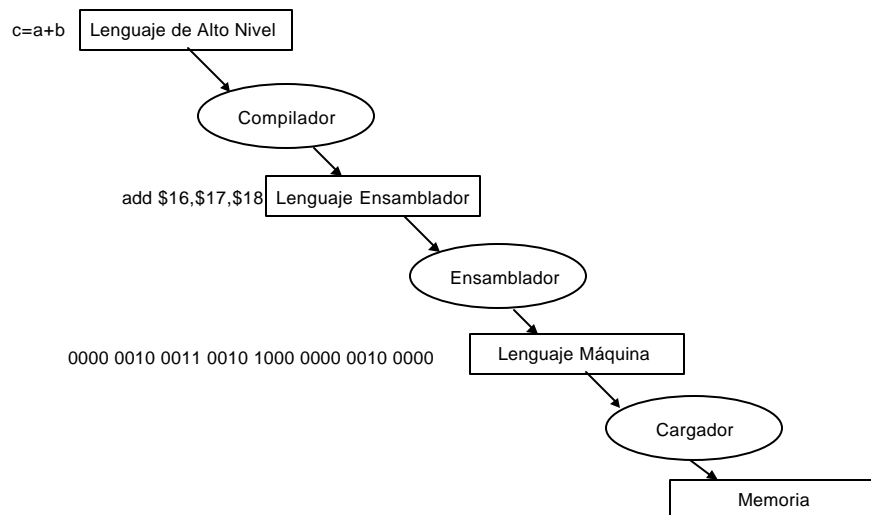 c=a+b Lenguaje de Alto Nivel
Compilador
add $16,$17,$18 Lenguaje Ensamblador
Ensamblador
0000 0010 0011 0010 1000 0000 0010 0000 Lenguaje Máquina
Cargador
Memoria